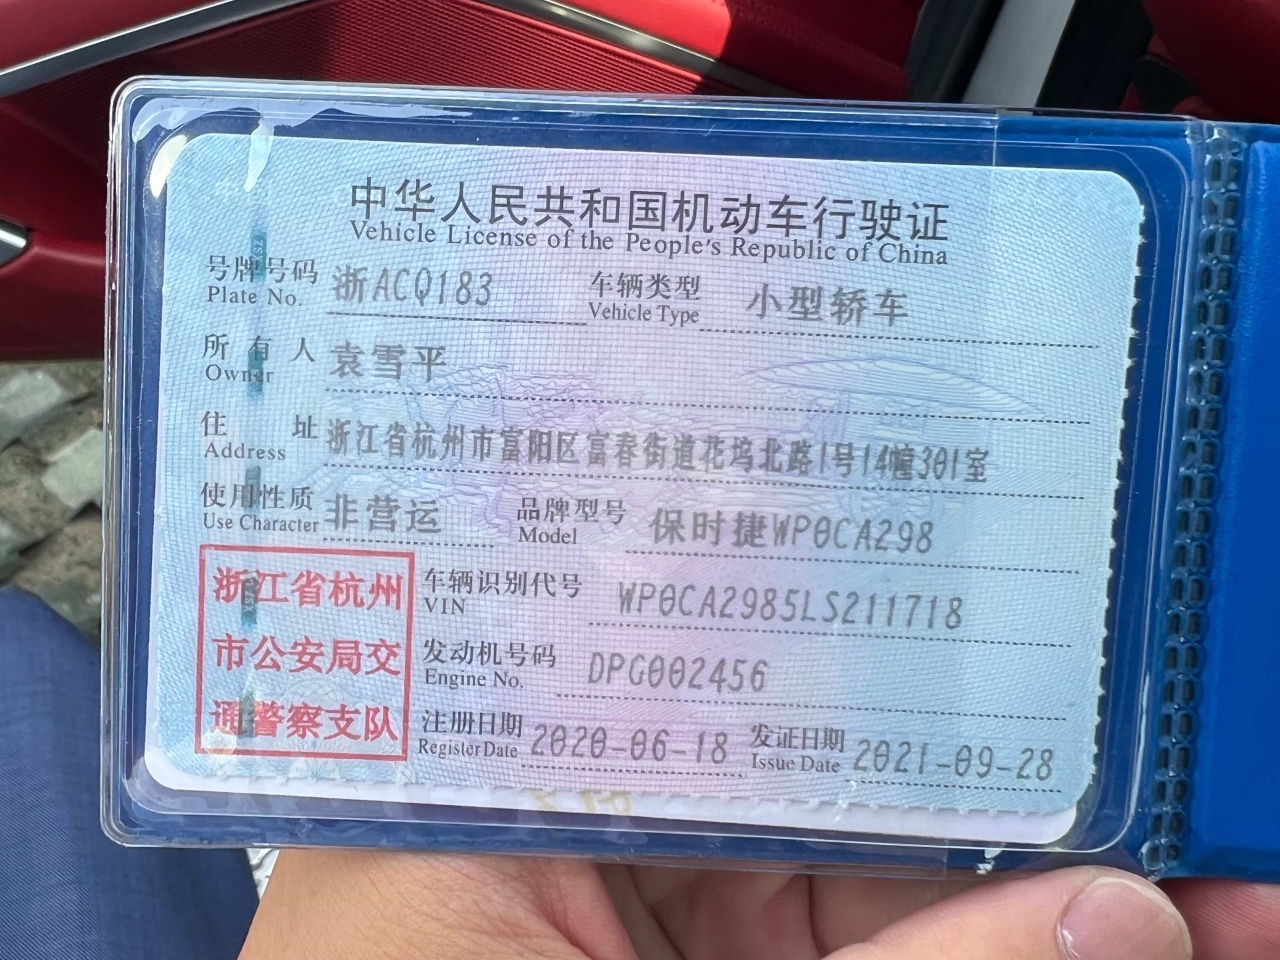 中华人民共和国机动车行驶证
Vehicle License of the People's Republic of China
号牌号码 浙ACQ183 车辆类型 小型轿车
Plate No. Vehicle Type
所有人 袁雪平
Owner
住址 浙江省杭州市富阳区富春街道花坞北路1号14幢301室
Address
使用性质 非营运 品牌型号 保时捷WP0CA298
Use Character Model
浙江省杭州
市公安局交
通警察支队
车辆识别代号 WP0CA2985LS211718
VIN
发动机号码 DPG002456
Engine No.
注册日期 2020-06-18 发证日期 2021-09-28
Register Date Issue Date